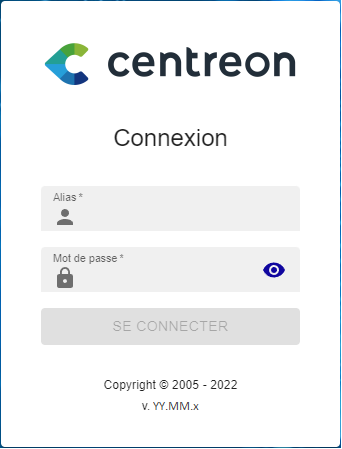 centreon
Connexion
Alias *
Mot de passe *
SE CONNECTER
Copyright © 2005 - 2022
v. YY.MM.x